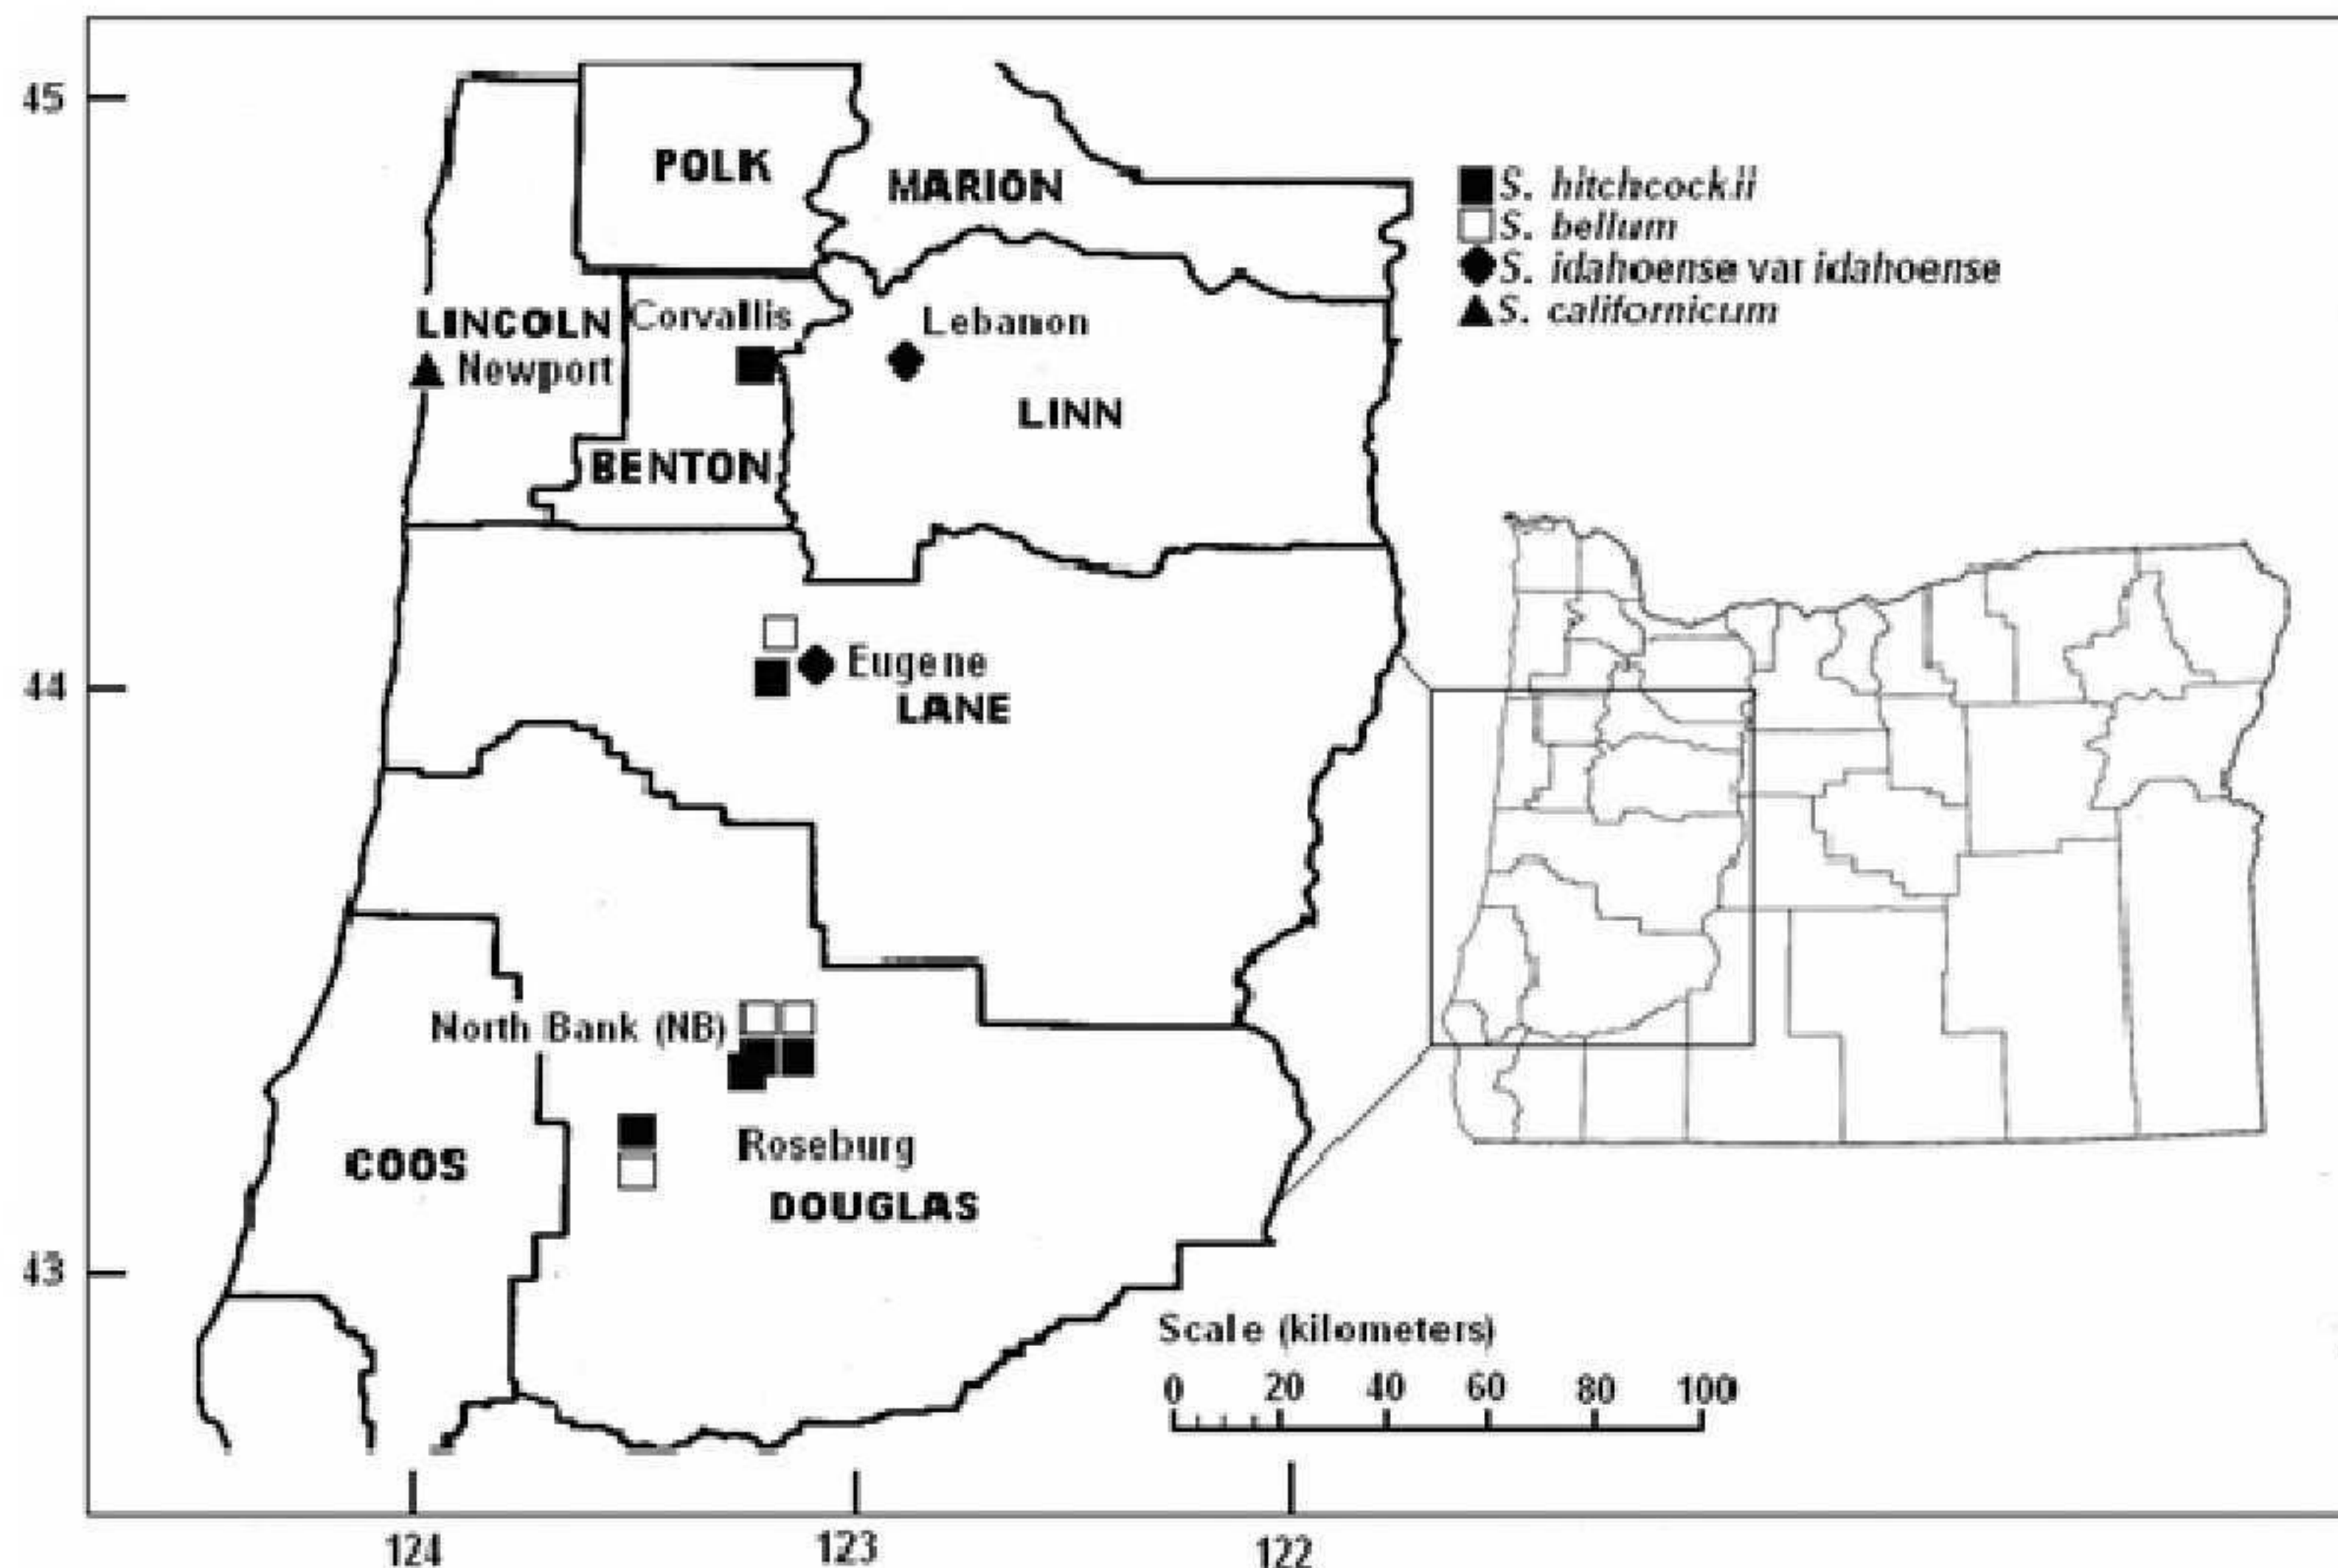 45
POLK
MARION
S. hitchcockii
S. bellum
S. idahoense var idahoense
S. californicum
LINCOLN
Corvallis
Lebanon
Newport
LINN
BENTON
Eugene
44
LANE
North Bank (NB)
Roseburg
COOS
DOUGLAS
43
Scale (kilometers)
0 20 40 60 80 100
124 123 122